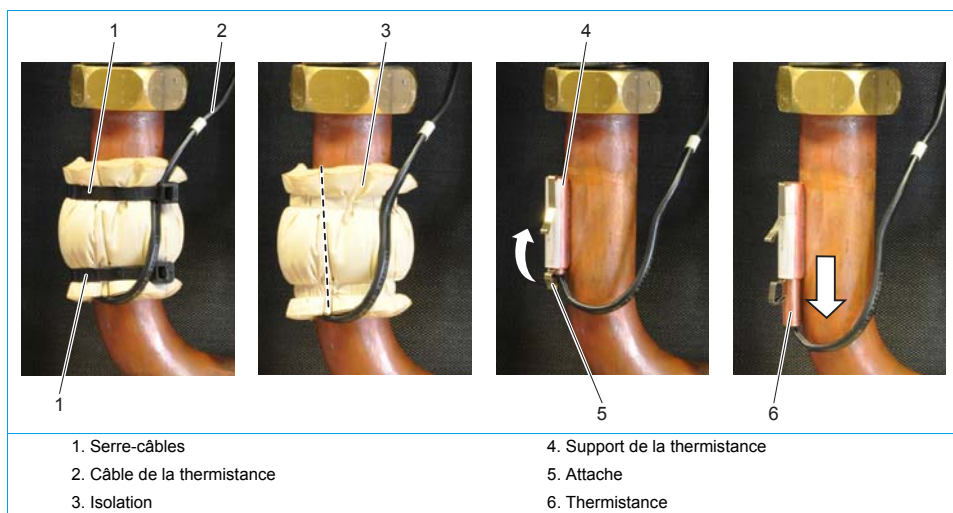 1 2 3 4
1 5 6
1. Serre-câbles
2. Câble de la thermistance
3. Isolation
4. Support de la thermistance
5. Attache
6. Thermistance